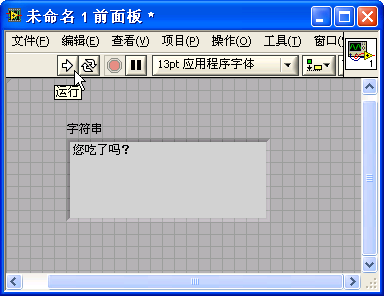 未命名 1 前面板 *
文件(F) 编辑(E) 查看(V) 项目(P) 操作(O) 工具(T) 窗口(
13pt 应用程序字体
1
运行
字符串
您吃了吗？